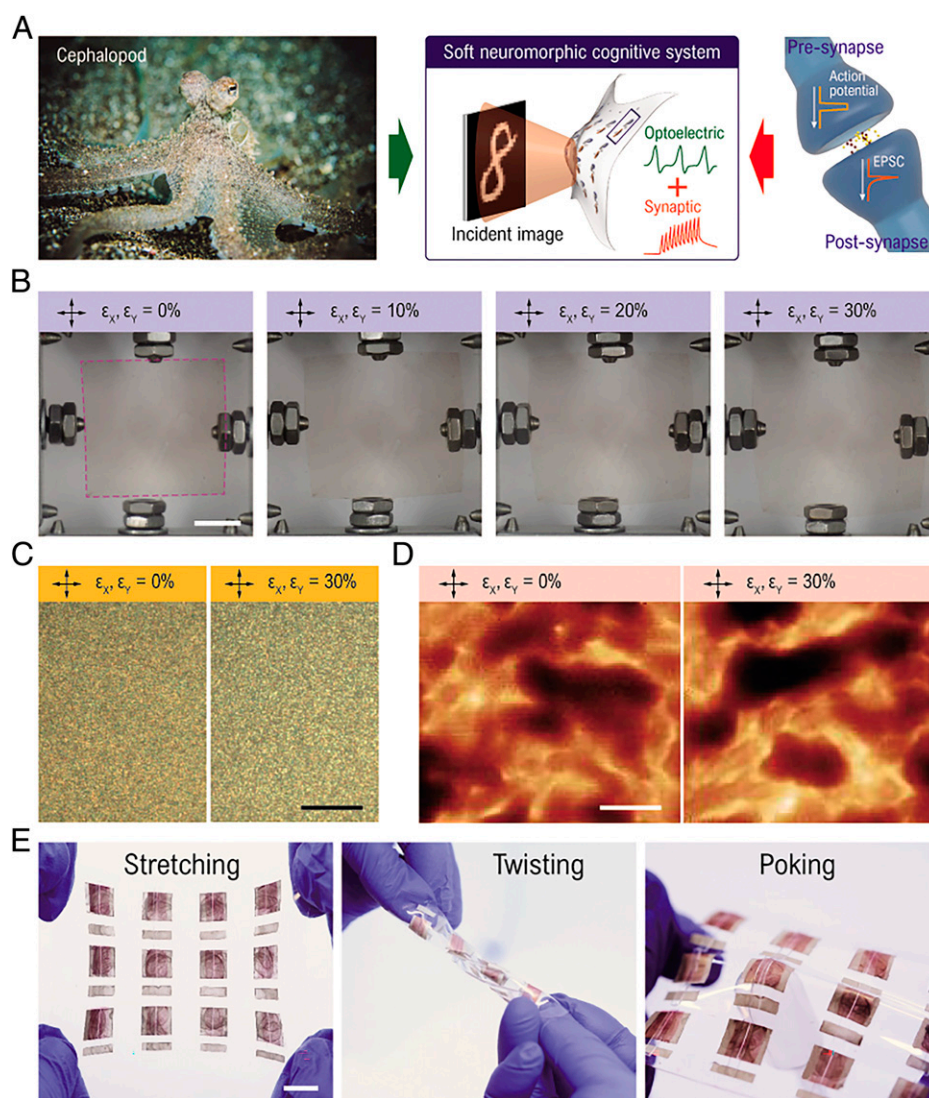 A
Cephalopod
Soft neuromorphic cognitive system
Optoelectric
+
Synaptic
Incident image
Pre-synapse
Action
potential
EPSC
Post-synapse
B
εX, εY = 0%
εX, εY = 10%
εX, εY = 20%
εX, εY = 30%
C
εX, εY = 0%
εX, εY = 30%
D
εX, εY = 0%
εX, εY = 30%
E
Stretching
Twisting
Poking